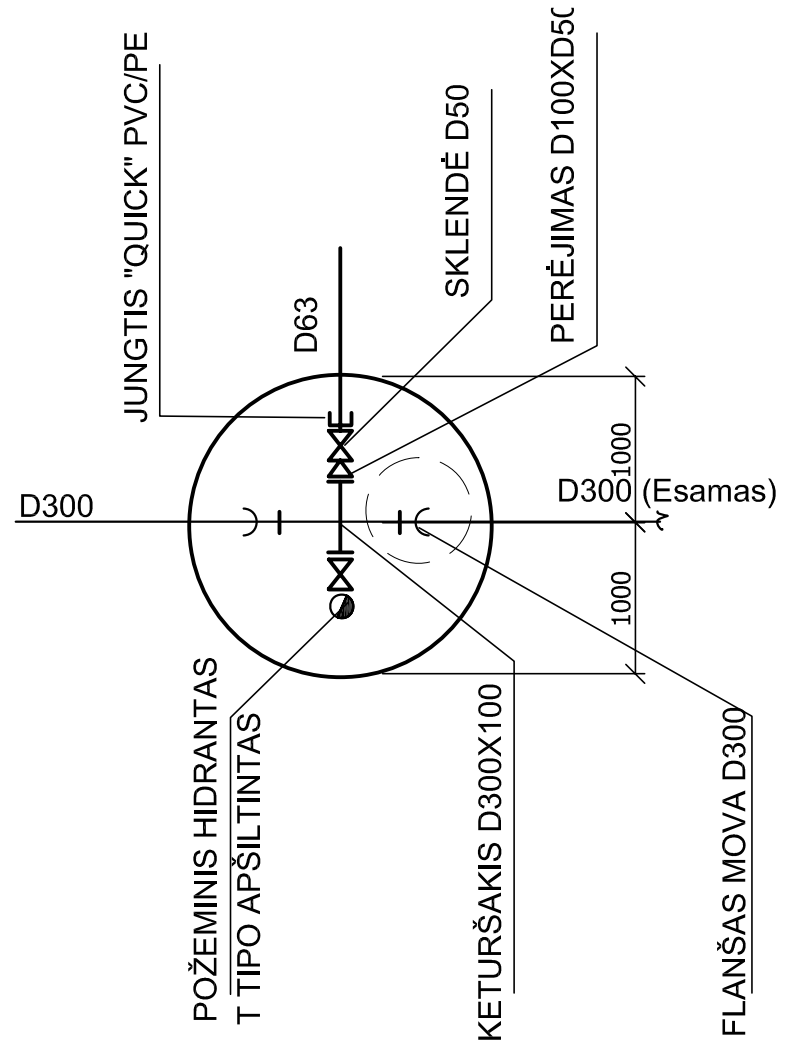 JUNGTIS "QUICK" PVC/PE
SKLENDĖ D50
PERĖJIMAS D100XD50
D63
D300
D300 (Esamas)
1000
1000
POŽEMINIS HIDRANTAS
T TIPO APŠILTINTAS
KETURŠAKIS D300X100
FLANŠAS MOVA D300